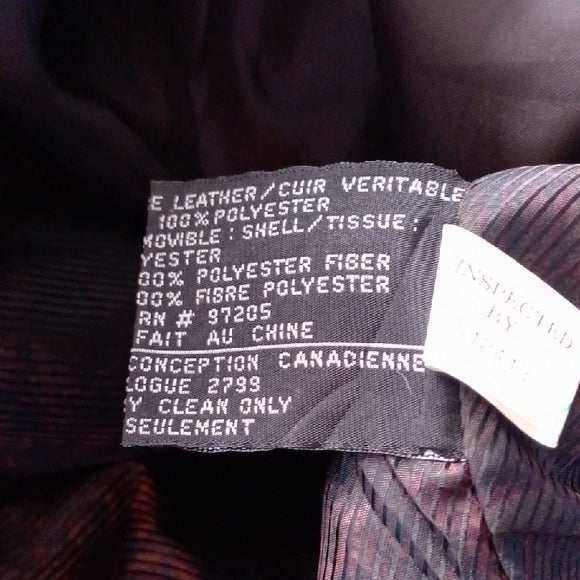 E LEATHER/CUIR VERITABLE
100% POLYESTER
MOVIBLE : SHELL/TISSUE :
YESTER
00% POLYESTER FIBER
00% FIBRE POLYESTER
RN # 97205
FAIT AU CHINE
CONCEPTION CANADIENNE
LOGUE 2799
Y CLEAN ONLY
SEULEMENT
INSPECTED
BY